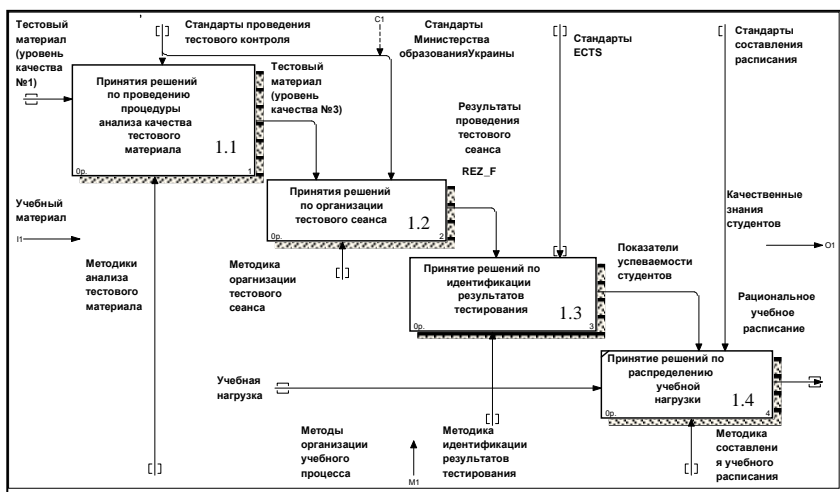 Тестовый
материал
(уровень
качества
№1)
Стандарты проведения
тестового контроля
C1
Стандарты
Министерства
образованияУкраины
Стандарты
ECTS
Стандарты
составления
расписания
Принятия решений
по проведению
процедуры
анализа качества
тестового
материала
1.1
0р.
1
Тестовый
материал
(уровень
качества №3)
Результаты
проведения
тестового
сеанса
REZ_F
Учебный
материал
I1
Принятия решений
по организации
тестового сеанса
1.2
0р.
2
Качественные
знания
студентов
O1
Методики
анализа
тестового
материала
Методика
орагнизации
тестового
сеанса
Принятие решений по
идентификации
результатов
тестирования
1.3
0р.
3
Показатели
успеваемости
студентов
Рациональное
учебное
расписание
Учебная
нагрузка
Принятие решений по
распределению
учебной
нагрузки
1.4
0р.
4
Методы
организации
учебного
процесса
M1
Методика
идентификации
результатов
тестирования
Методика
составлени
я учебного
расписания